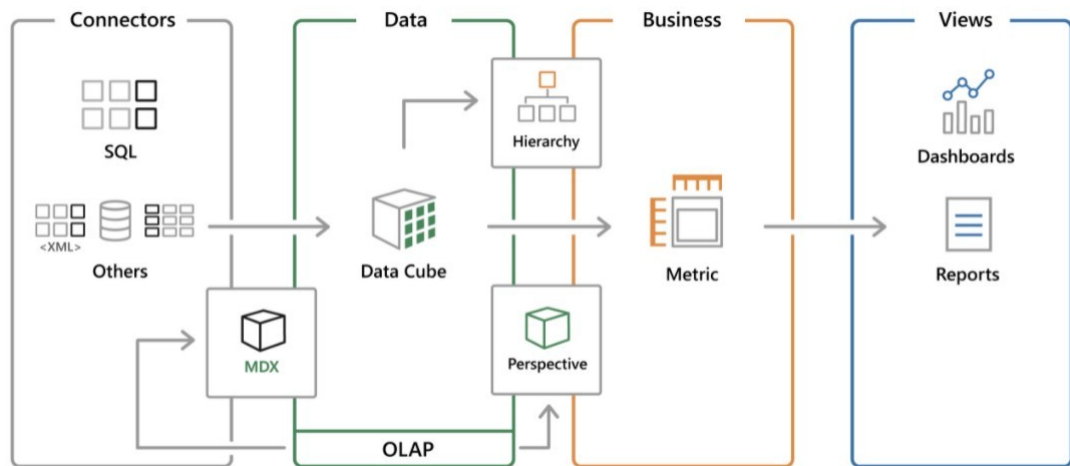 Connectors
Data
Business
Views
SQL
<XML>
Others
MDX
Data Cube
OLAP
Hierarchy
Perspective
Metric
Dashboards
Reports